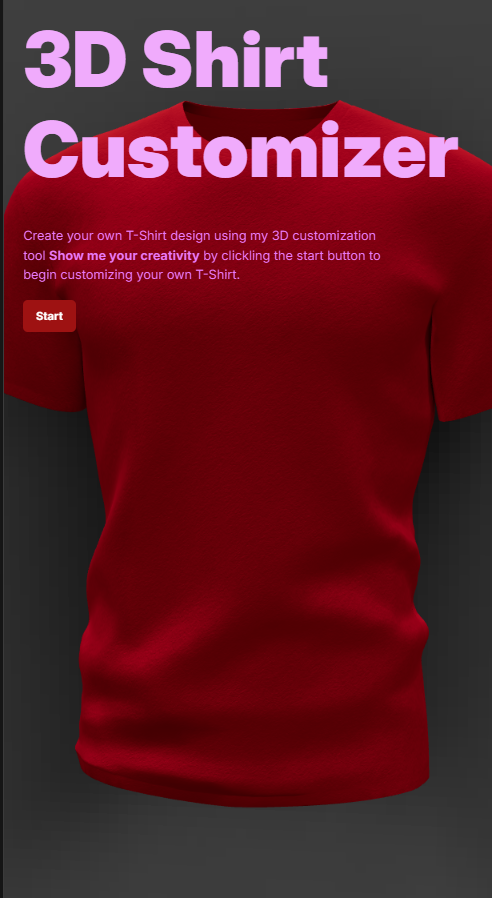 3D Shirt
Customizer
Create your own T-Shirt design using my 3D customization
tool Show me your creativity by clickling the start button to
begin customizing your own T-Shirt.
Start